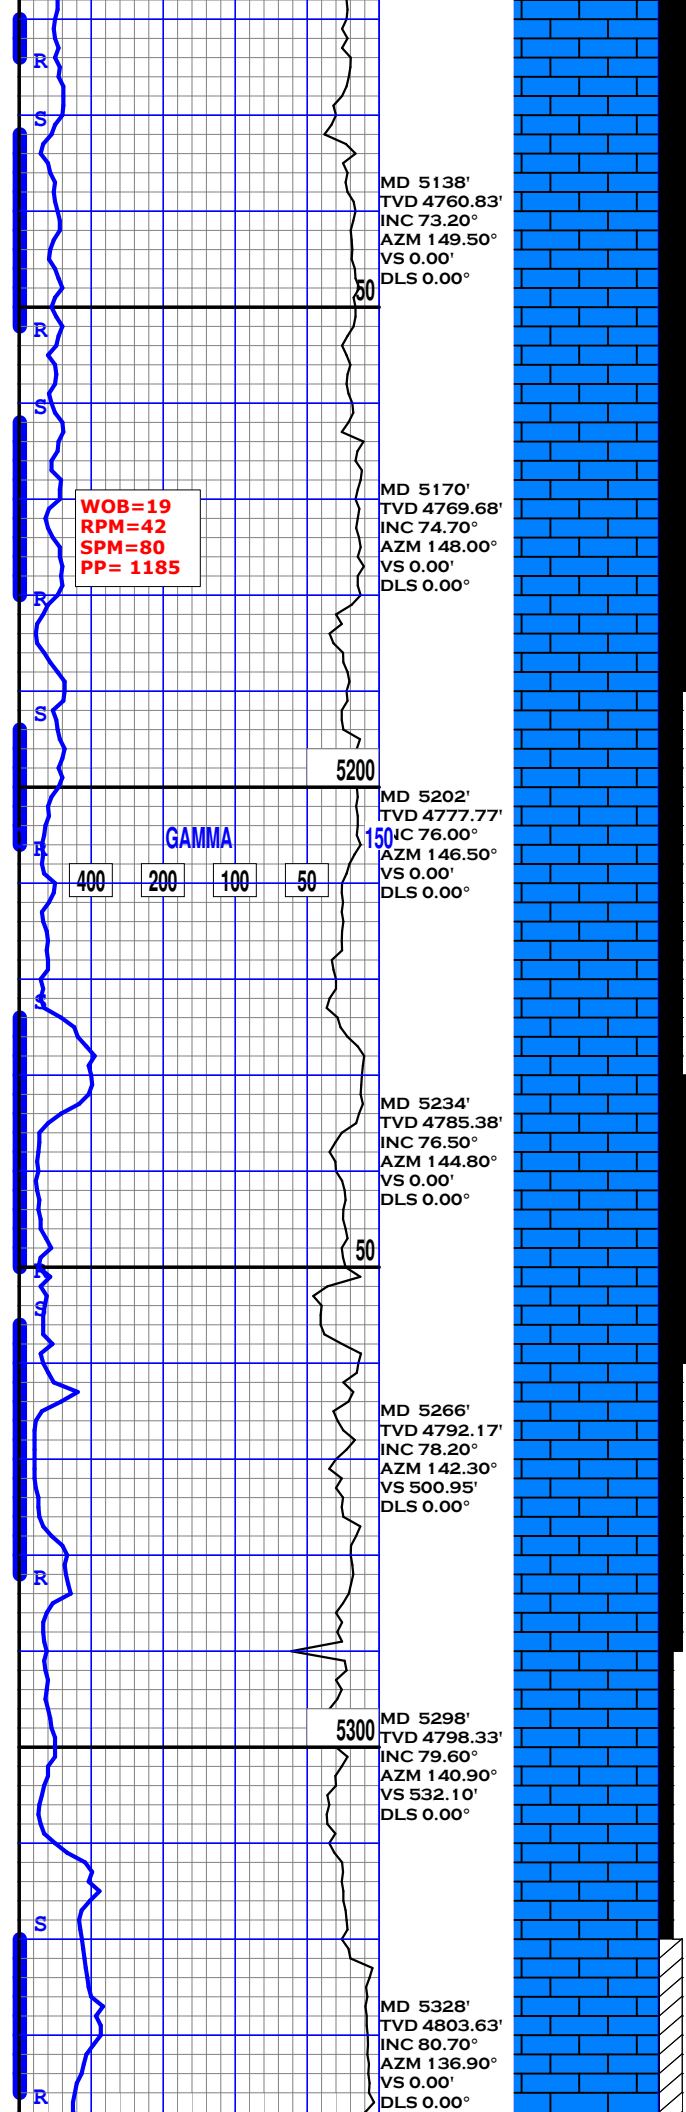 R
S
MD 5138'
TVD 4760.83'
INC 73.20°
AZM 149.50°
VS 0.00'
DLS 0.00°
50
R
S
MD 5170'
TVD 4769.68'
INC 74.70°
AZM 148.00°
VS 0.00'
DLS 0.00°
WOB=19
RPM=42
SPM=80
PP= 1185
R
S
5200
MD 5202'
TVD 4777.77'
INC 76.00°
AZM 146.50°
VS 0.00'
DLS 0.00°
R
GAMMA
150
400
200
100
50
S
MD 5234'
TVD 4785.38'
INC 76.50°
AZM 144.80°
VS 0.00'
DLS 0.00°
50
R
S
MD 5266'
TVD 4792.17'
INC 78.20°
AZM 142.30°
VS 500.95'
DLS 0.00°
R
5300
MD 5298'
TVD 4798.33'
INC 79.60°
AZM 140.90°
VS 532.10'
DLS 0.00°
S
MD 5328'
TVD 4803.63'
INC 80.70°
AZM 136.90°
VS 0.00'
DLS 0.00°
R